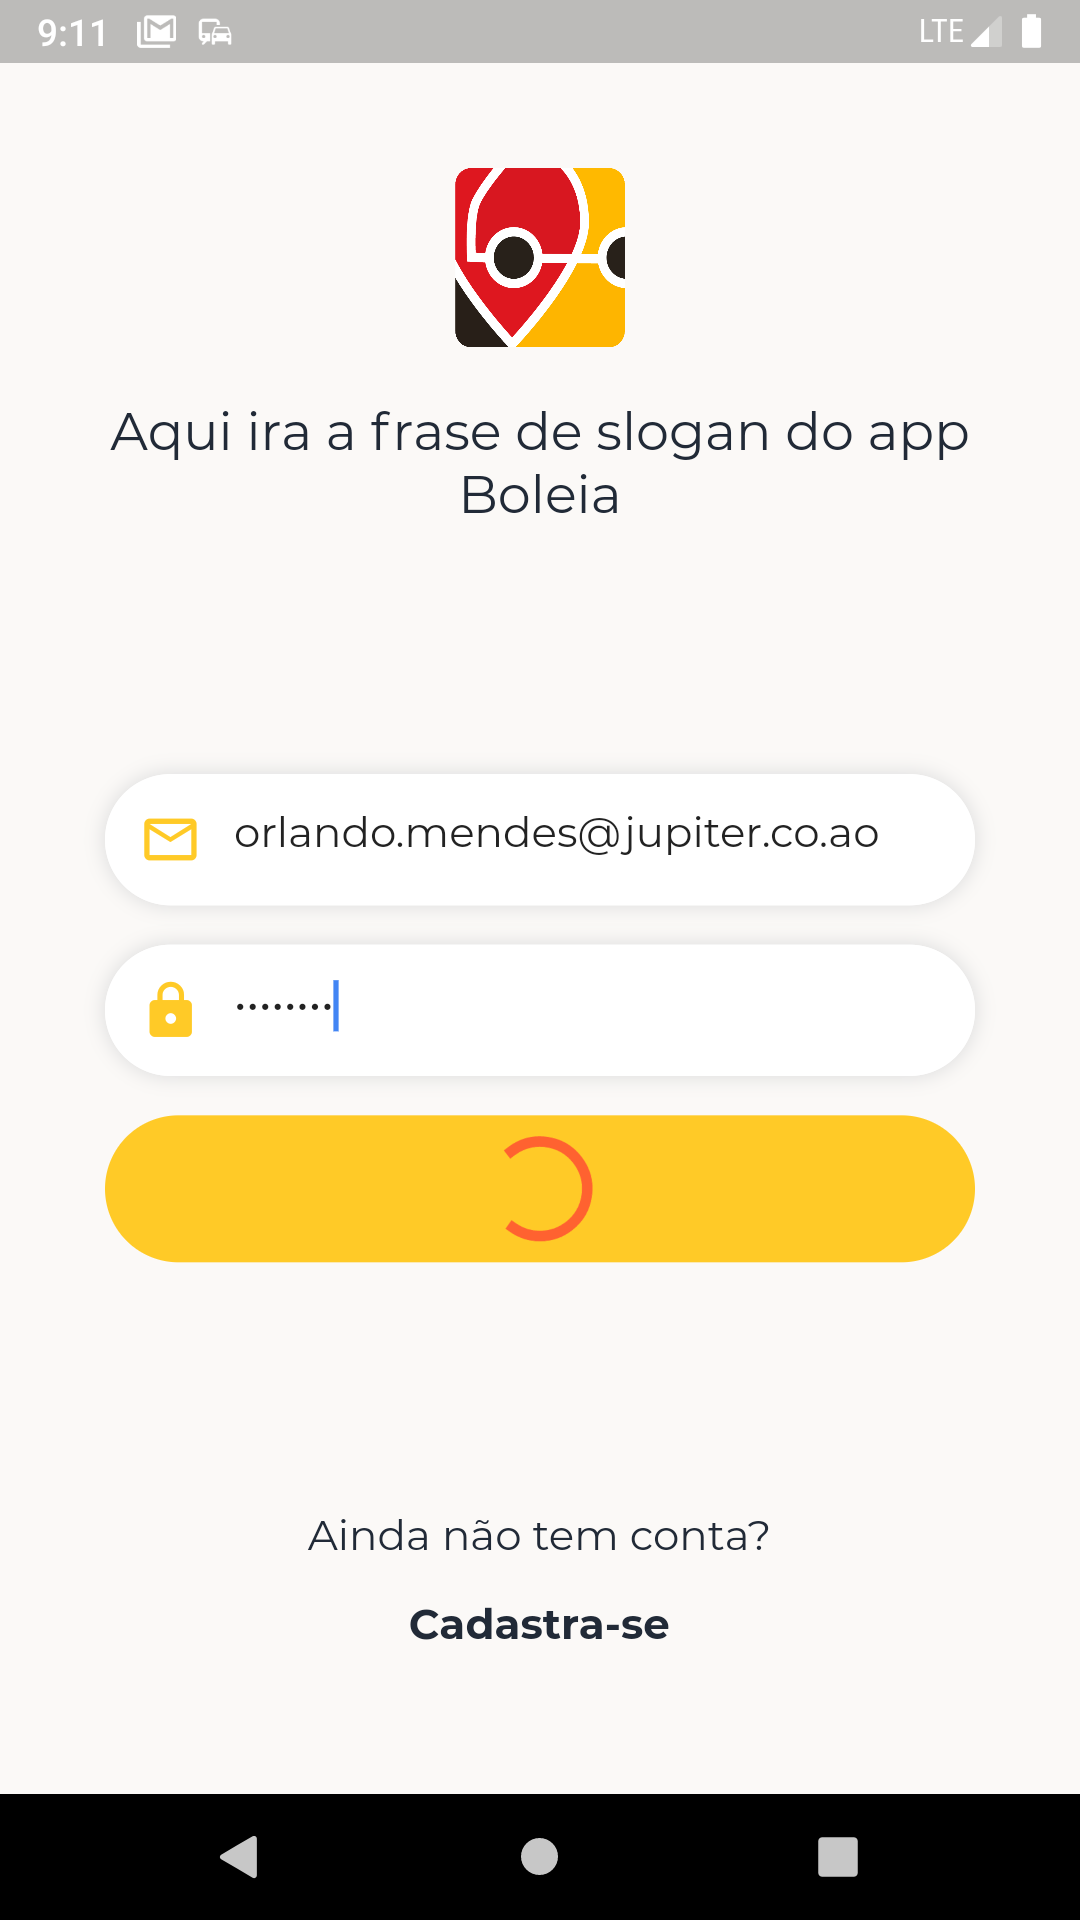 9:11
LTE
Aqui ira a frase de slogan do app
Boleia
orlando.mendes@jupiter.co.ao
••••••••
Ainda não tem conta?
Cadastra-se